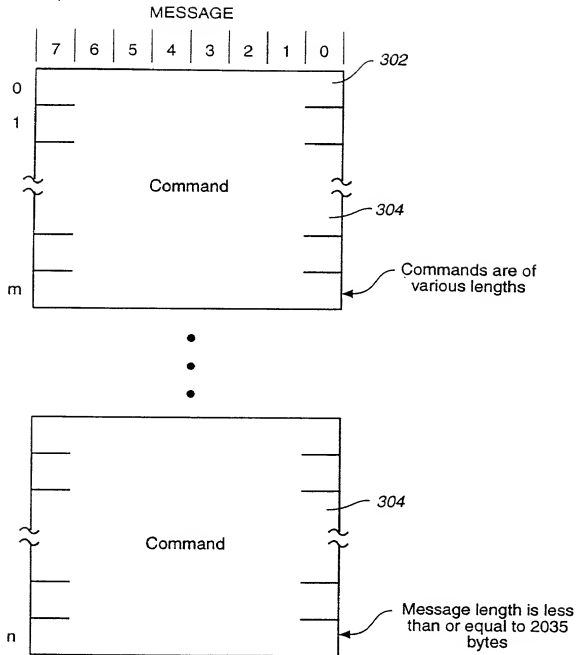 MESSAGE
7 6 5 4 3 2 1 0
302
0
1
Command
304
m
Commands are of
various lengths
304
Command
n
Message length is less
than or equal to 2035
bytes